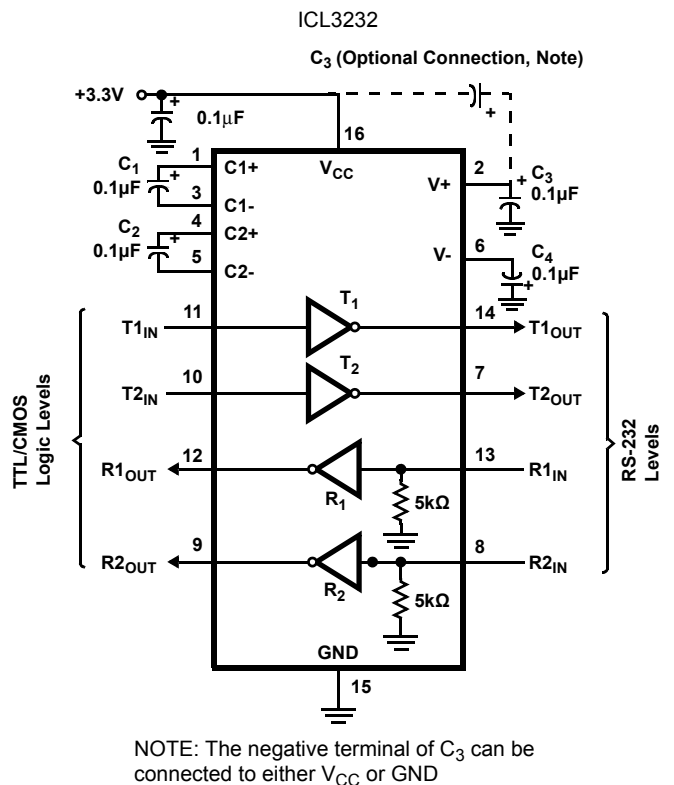 ICL3232
C3 (Optional Connection, Note)
+3.3V
+
0.1μF
+
16
1
C1+
VCC
2
C1
+
0.1μF
3
C1-
V+
+
C3
0.1μF
4
C2+
C2
+
0.1μF
5
C2-
6
V-
C4
0.1μF
+
T1
11
14
T1IN
T1OUT
T2
10
7
T2IN
T2OUT
TTL/CMOS
Logic Levels
RS-232
Levels
12
13
R1OUT
R1IN
R1
5kΩ
9
8
R2OUT
R2IN
R2
5kΩ
GND
15
NOTE: The negative terminal of C3 can be
connected to either VCC or GND